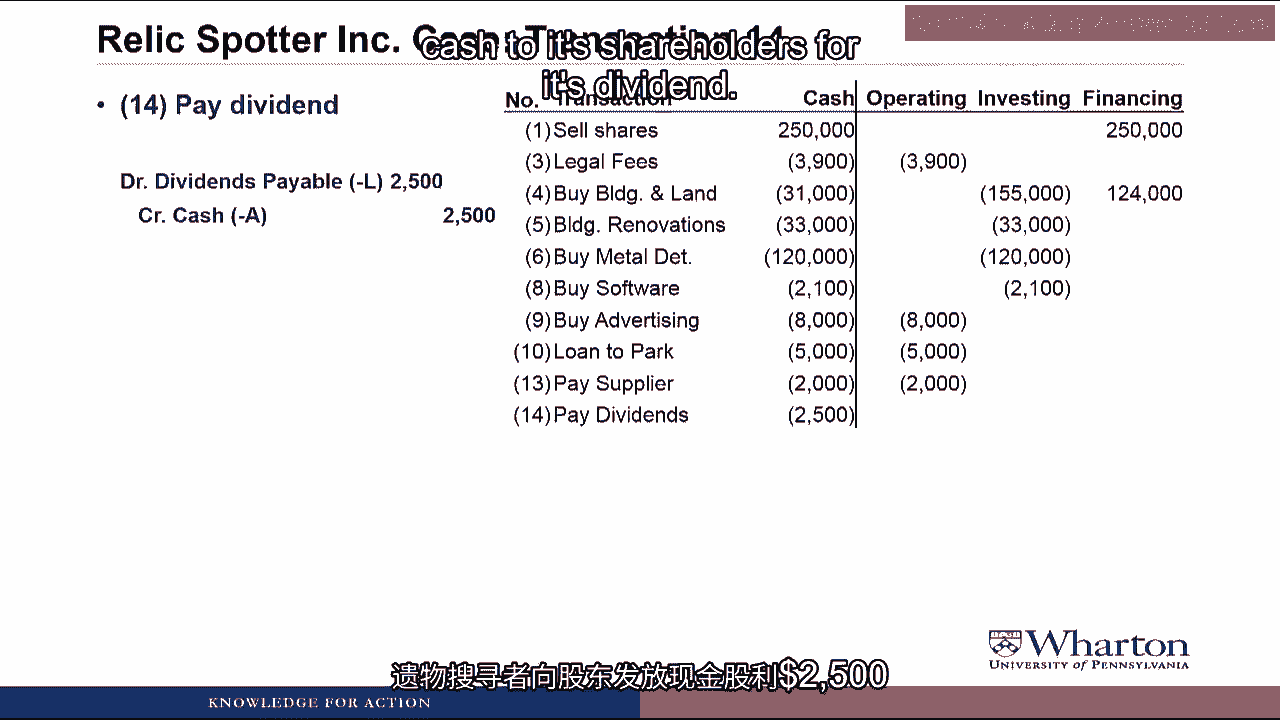 Relic Spotter Inc. Cash: Transaction 14
cash to it's shareholders for
it's dividend.
• (14) Pay dividend
Dr. Dividends Payable (-L) 2,500
Cr. Cash (-A) 2,500
No. Transaction Cash Operating Investing Financing
(1) Sell shares 250,000 250,000
(3) Legal Fees (3,900) (3,900)
(4) Buy Bldg. & Land (31,000) (155,000) 124,000
(5) Bldg. Renovations (33,000) (33,000)
(6) Buy Metal Det. (120,000) (120,000)
(8) Buy Software (2,100) (2,100)
(9) Buy Advertising (8,000) (8,000)
(10) Loan to Park (5,000) (5,000)
(13) Pay Supplier (2,000) (2,000)
(14) Pay Dividends (2,500)
Wharton
UNIVERSITY of PENNSYLVANIA
遗物搜寻者向股东发放现金股利$2,500
KNOWLEDGE FOR ACTION